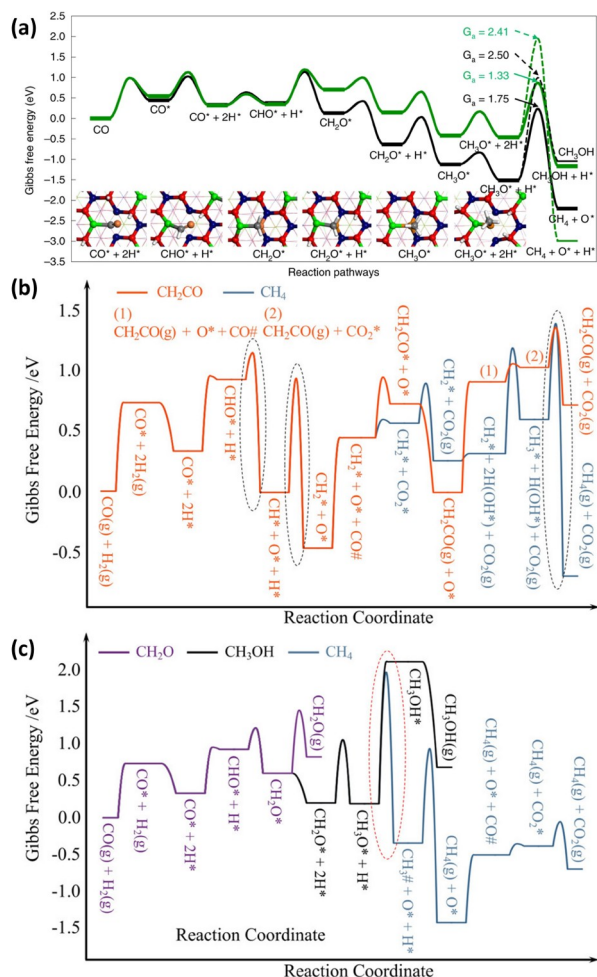 (a)
Gibbs free energy (eV)
2.5
2.0
1.5
1.0
0.5
0.0
−0.5
−1.0
−1.5
−2.0
−2.5
−3.0
−3.5
Gₐ = 2.41
Gₐ = 2.50
Gₐ = 1.33
Gₐ = 1.75
CO
CO*
CO* + 2H*
CHO* + H*
CH₂O*
CH₂O* + H*
CH₃O*
CH₃O* + 2H*
CH₃O* + H*
CH₃OH
CH₃OH + H*
CH₄ + O*
CH₄ + O* + H*
CO* + 2H*
CHO* + H*
CH₂O*
CH₂O* + H*
CH₃O*
CH₃O* + 2H*
Reaction pathways
(b)
Gibbs Free Energy /eV
1.5
1.0
0.5
0.0
-0.5
CH₂CO
CH₄
(1)
CH₂CO(g) + O* + CO#
(2)
CH₂CO(g) + CO₂*
CO(g) + H₂(g)
CO* + 2H₂(g)
CO* + 2H*
CHO* + H*
CH* + O* + H*
CH₂* + O*
CH₂* + O* + CO#
CH₂CO* + O*
CH₂* + CO₂*
CH₂* + CO₂(g)
CH₂CO(g) + O*
(1)
CH₂* + 2H(OH*) + CO₂(g)
(2)
CH₃* + H(OH*) + CO₂(g)
CH₂CO(g) + CO₂(g)
CH₄(g) + CO₂(g)
Reaction Coordinate
(c)
Gibbs Free Energy /eV
2.0
1.5
1.0
0.5
0.0
-0.5
-1.0
-1.5
CH₂O
CH₃OH
CH₄
CO(g) + H₂(g)
CO* + H₂(g)
CO* + 2H*
CHO* + H*
CH₂O*
CH₂O(g)
CH₂O* + 2H*
CH₃O* + H*
CH₃OH*
CH₃OH(g)
CH₃# + O* + H*
CH₄(g) + O*
CH₄(g) + O* + CO#
CH₄(g) + CO₂*
CH₄(g) + CO₂(g)
Reaction Coordinate
Reaction Coordinate